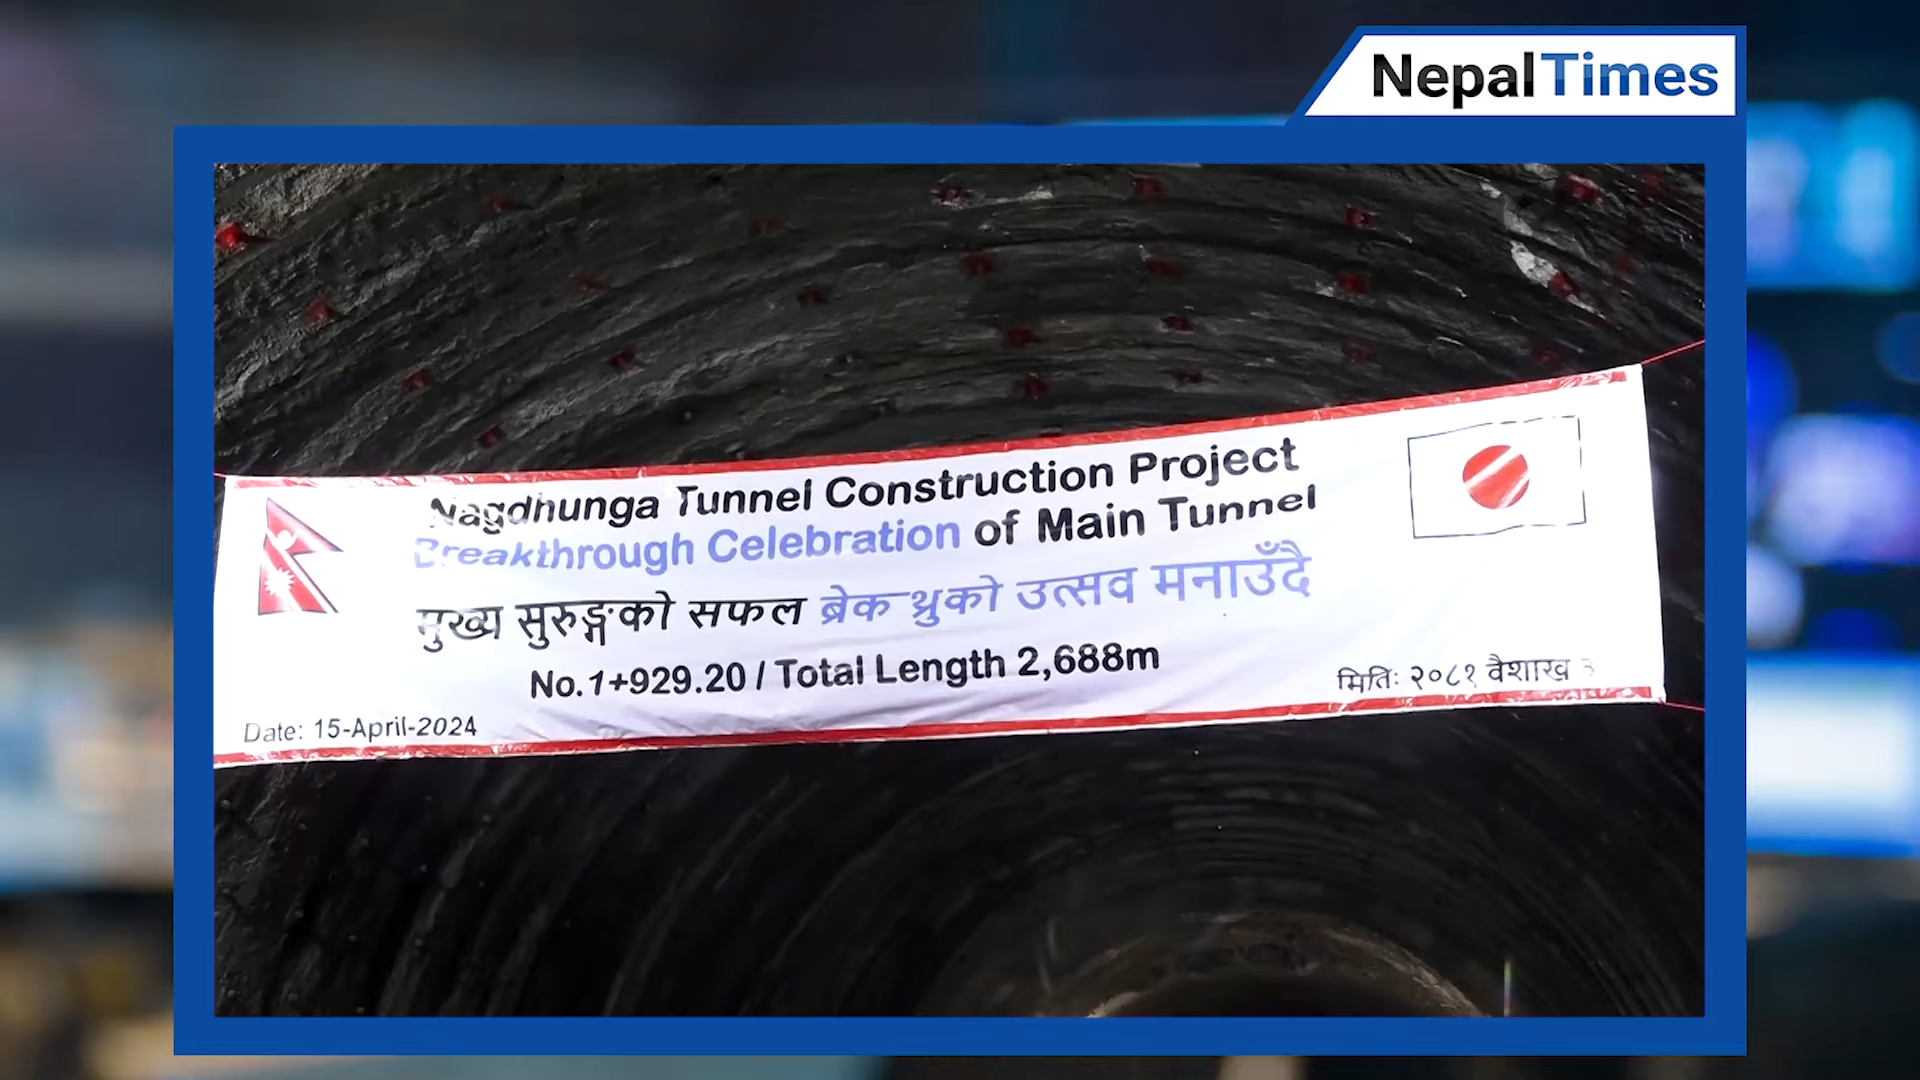 NepalTimes
Nagdhunga Tunnel Construction Project
Breakthrough Celebration of Main Tunnel
मुख्य सुरुङ्गको सफल ब्रेक थ्रुको उत्सव मनाउँदै
No.1+929.20 / Total Length 2,688m
मितिः २०८१ वैशाख ३
Date: 15-April-2024